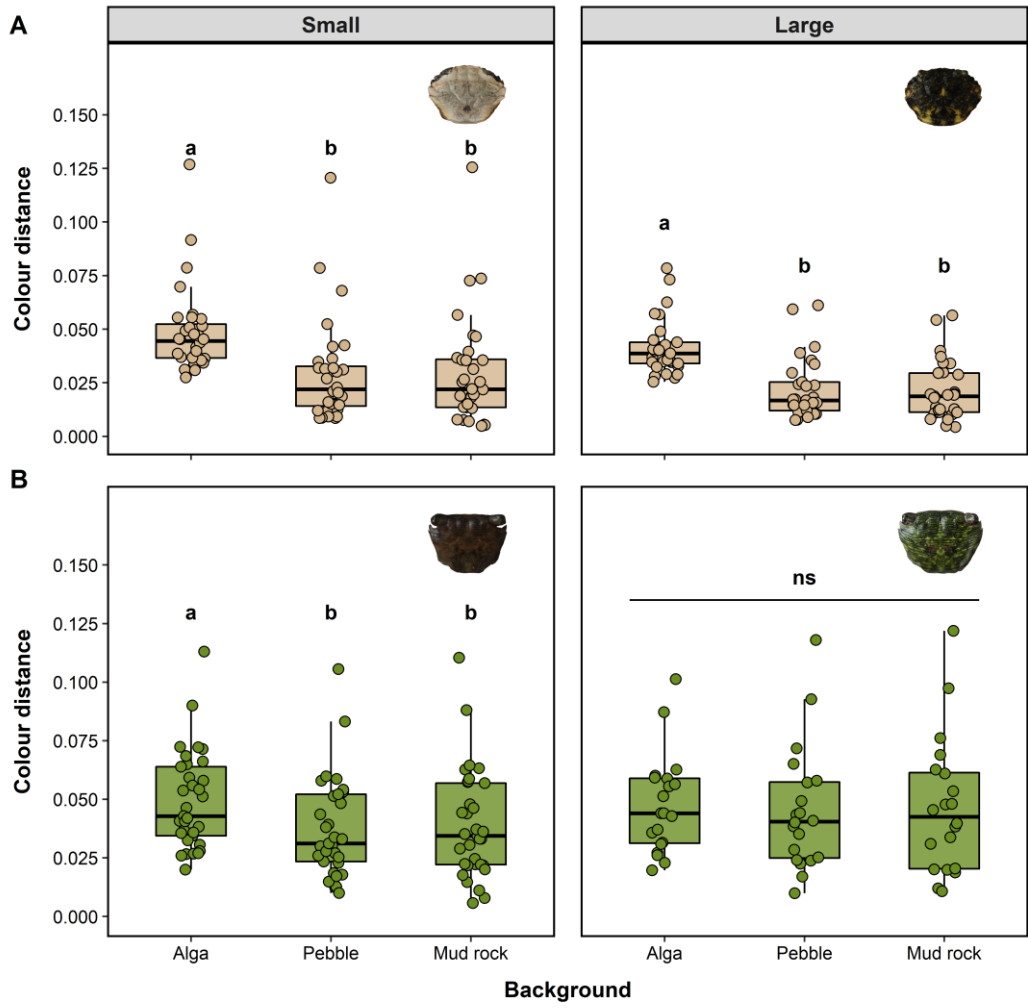 A
Small
Large
Colour distance
0.150
0.125
0.100
0.075
0.050
0.025
0.000
a
b
b
a
b
b
B
Colour distance
0.150
0.125
0.100
0.075
0.050
0.025
0.000
a
b
b
ns
Alga
Pebble
Mud rock
Alga
Pebble
Mud rock
Background